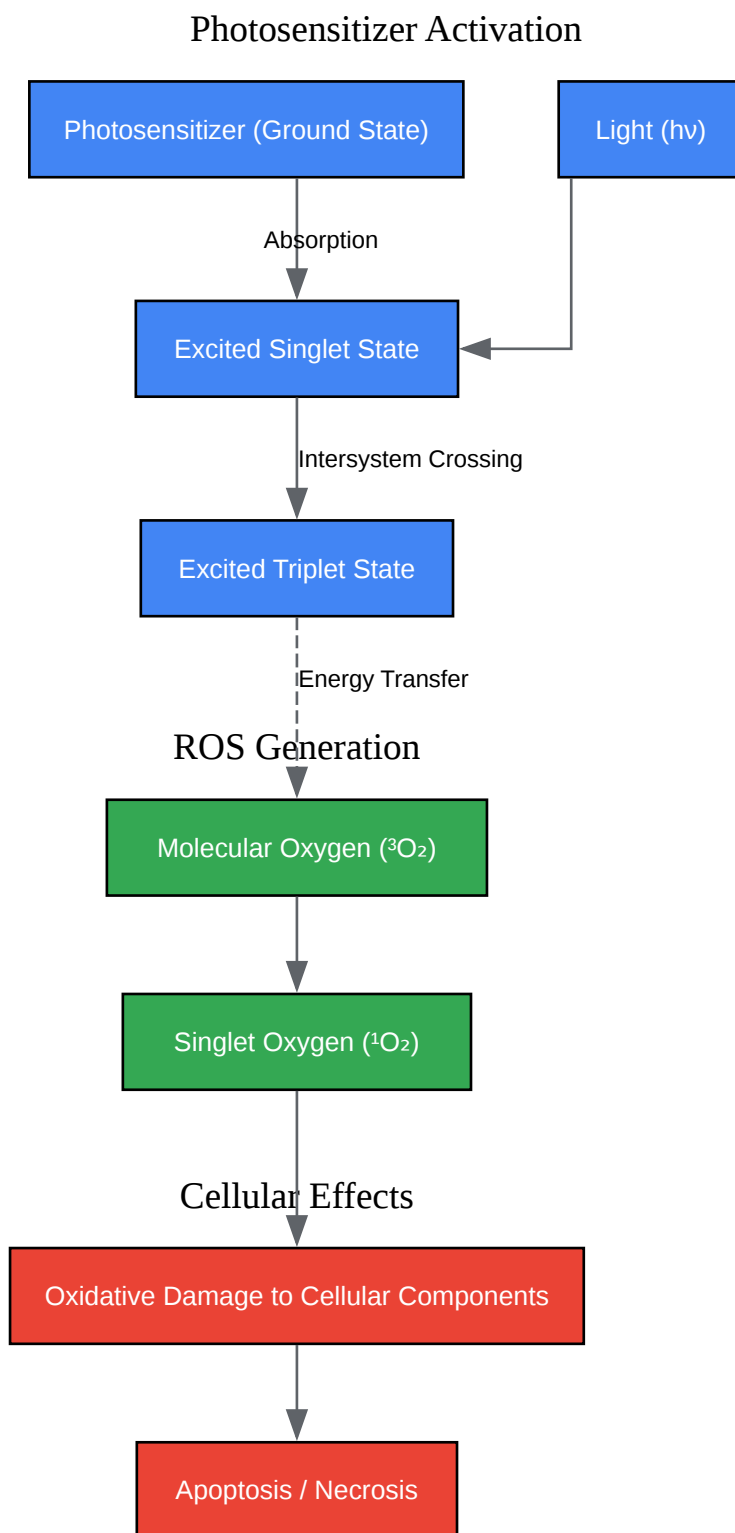 Photosensitizer Activation
Photosensitizer (Ground State)
Light (hν)
Absorption
Excited Singlet State
Intersystem Crossing
Excited Triplet State
Energy Transfer
ROS Generation
Molecular Oxygen (³O₂)
Singlet Oxygen (¹O₂)
Cellular Effects
Oxidative Damage to Cellular Components
Apoptosis / Necrosis